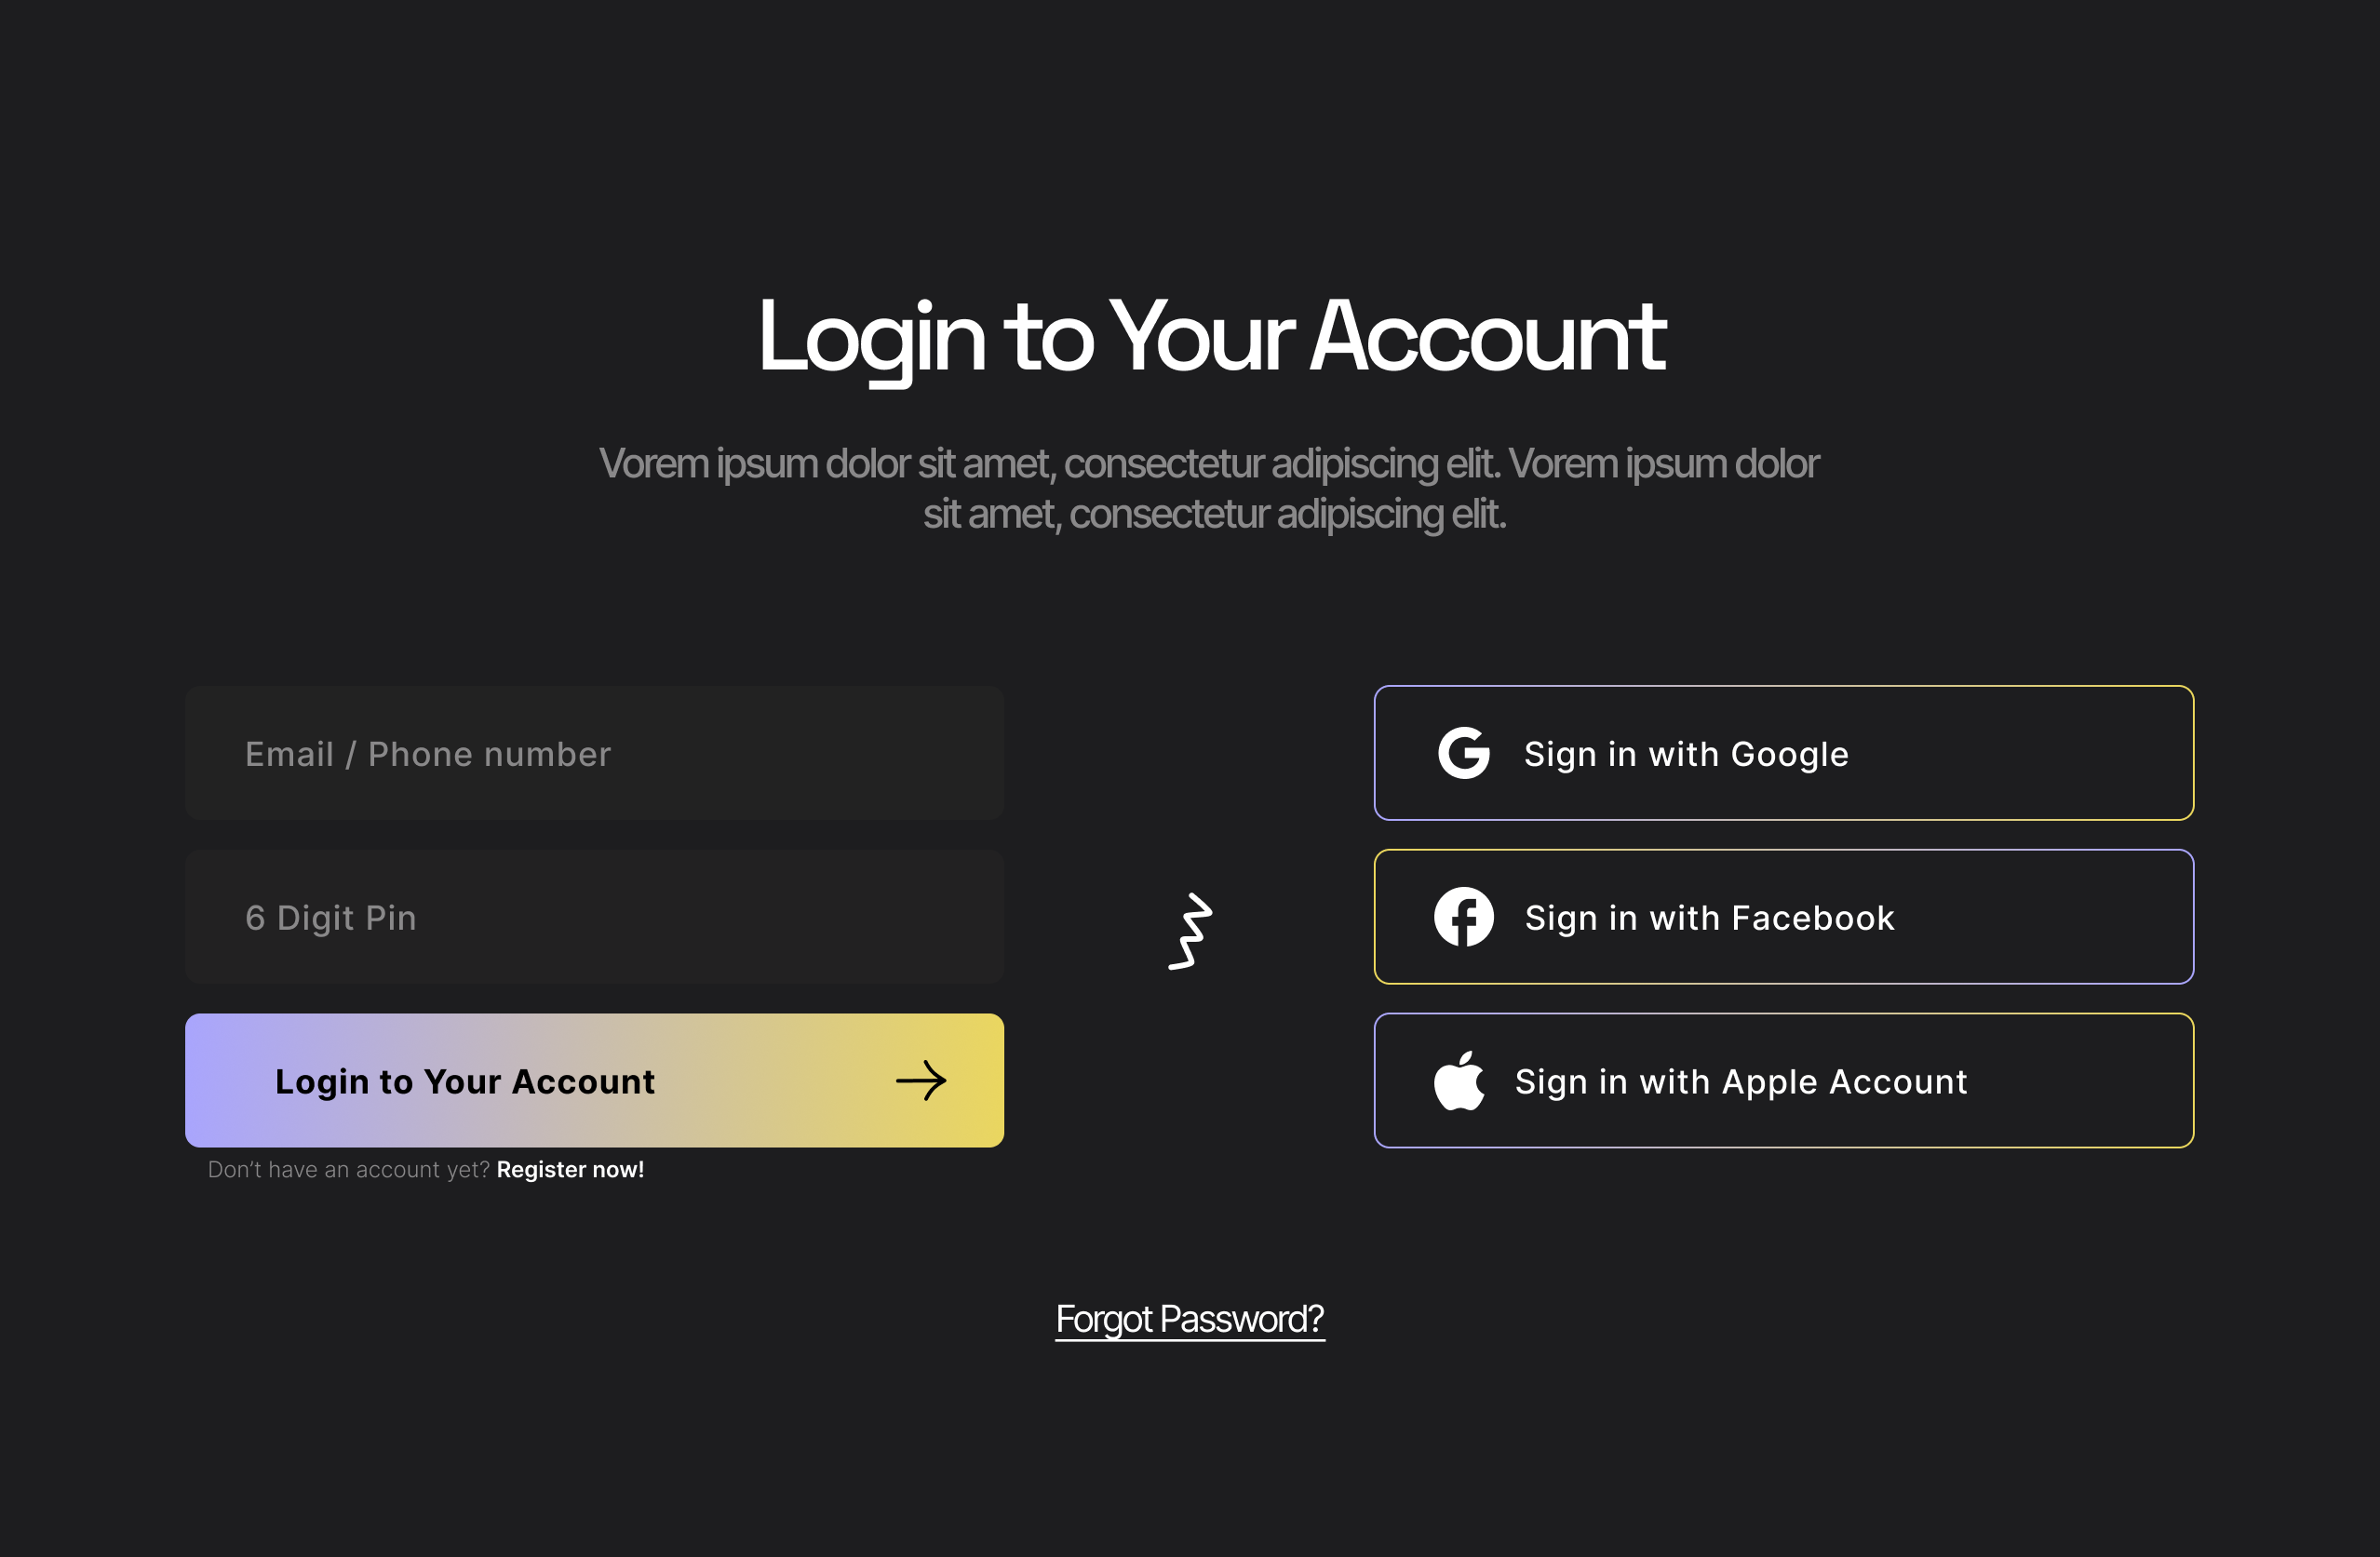 Login to Your Account
Vorem ipsum dolor sit amet, consectetur adipiscing elt. Vorem ipsum dolor
sit amet, consectetur adipiscing elt.
Email / Phone number
6 Digit Pin
Login to Your Account
Don’t have an account yet? Register now!
Sign in with Google
Sign in with Facebook
Sign in with Apple Account
Forgot Password?